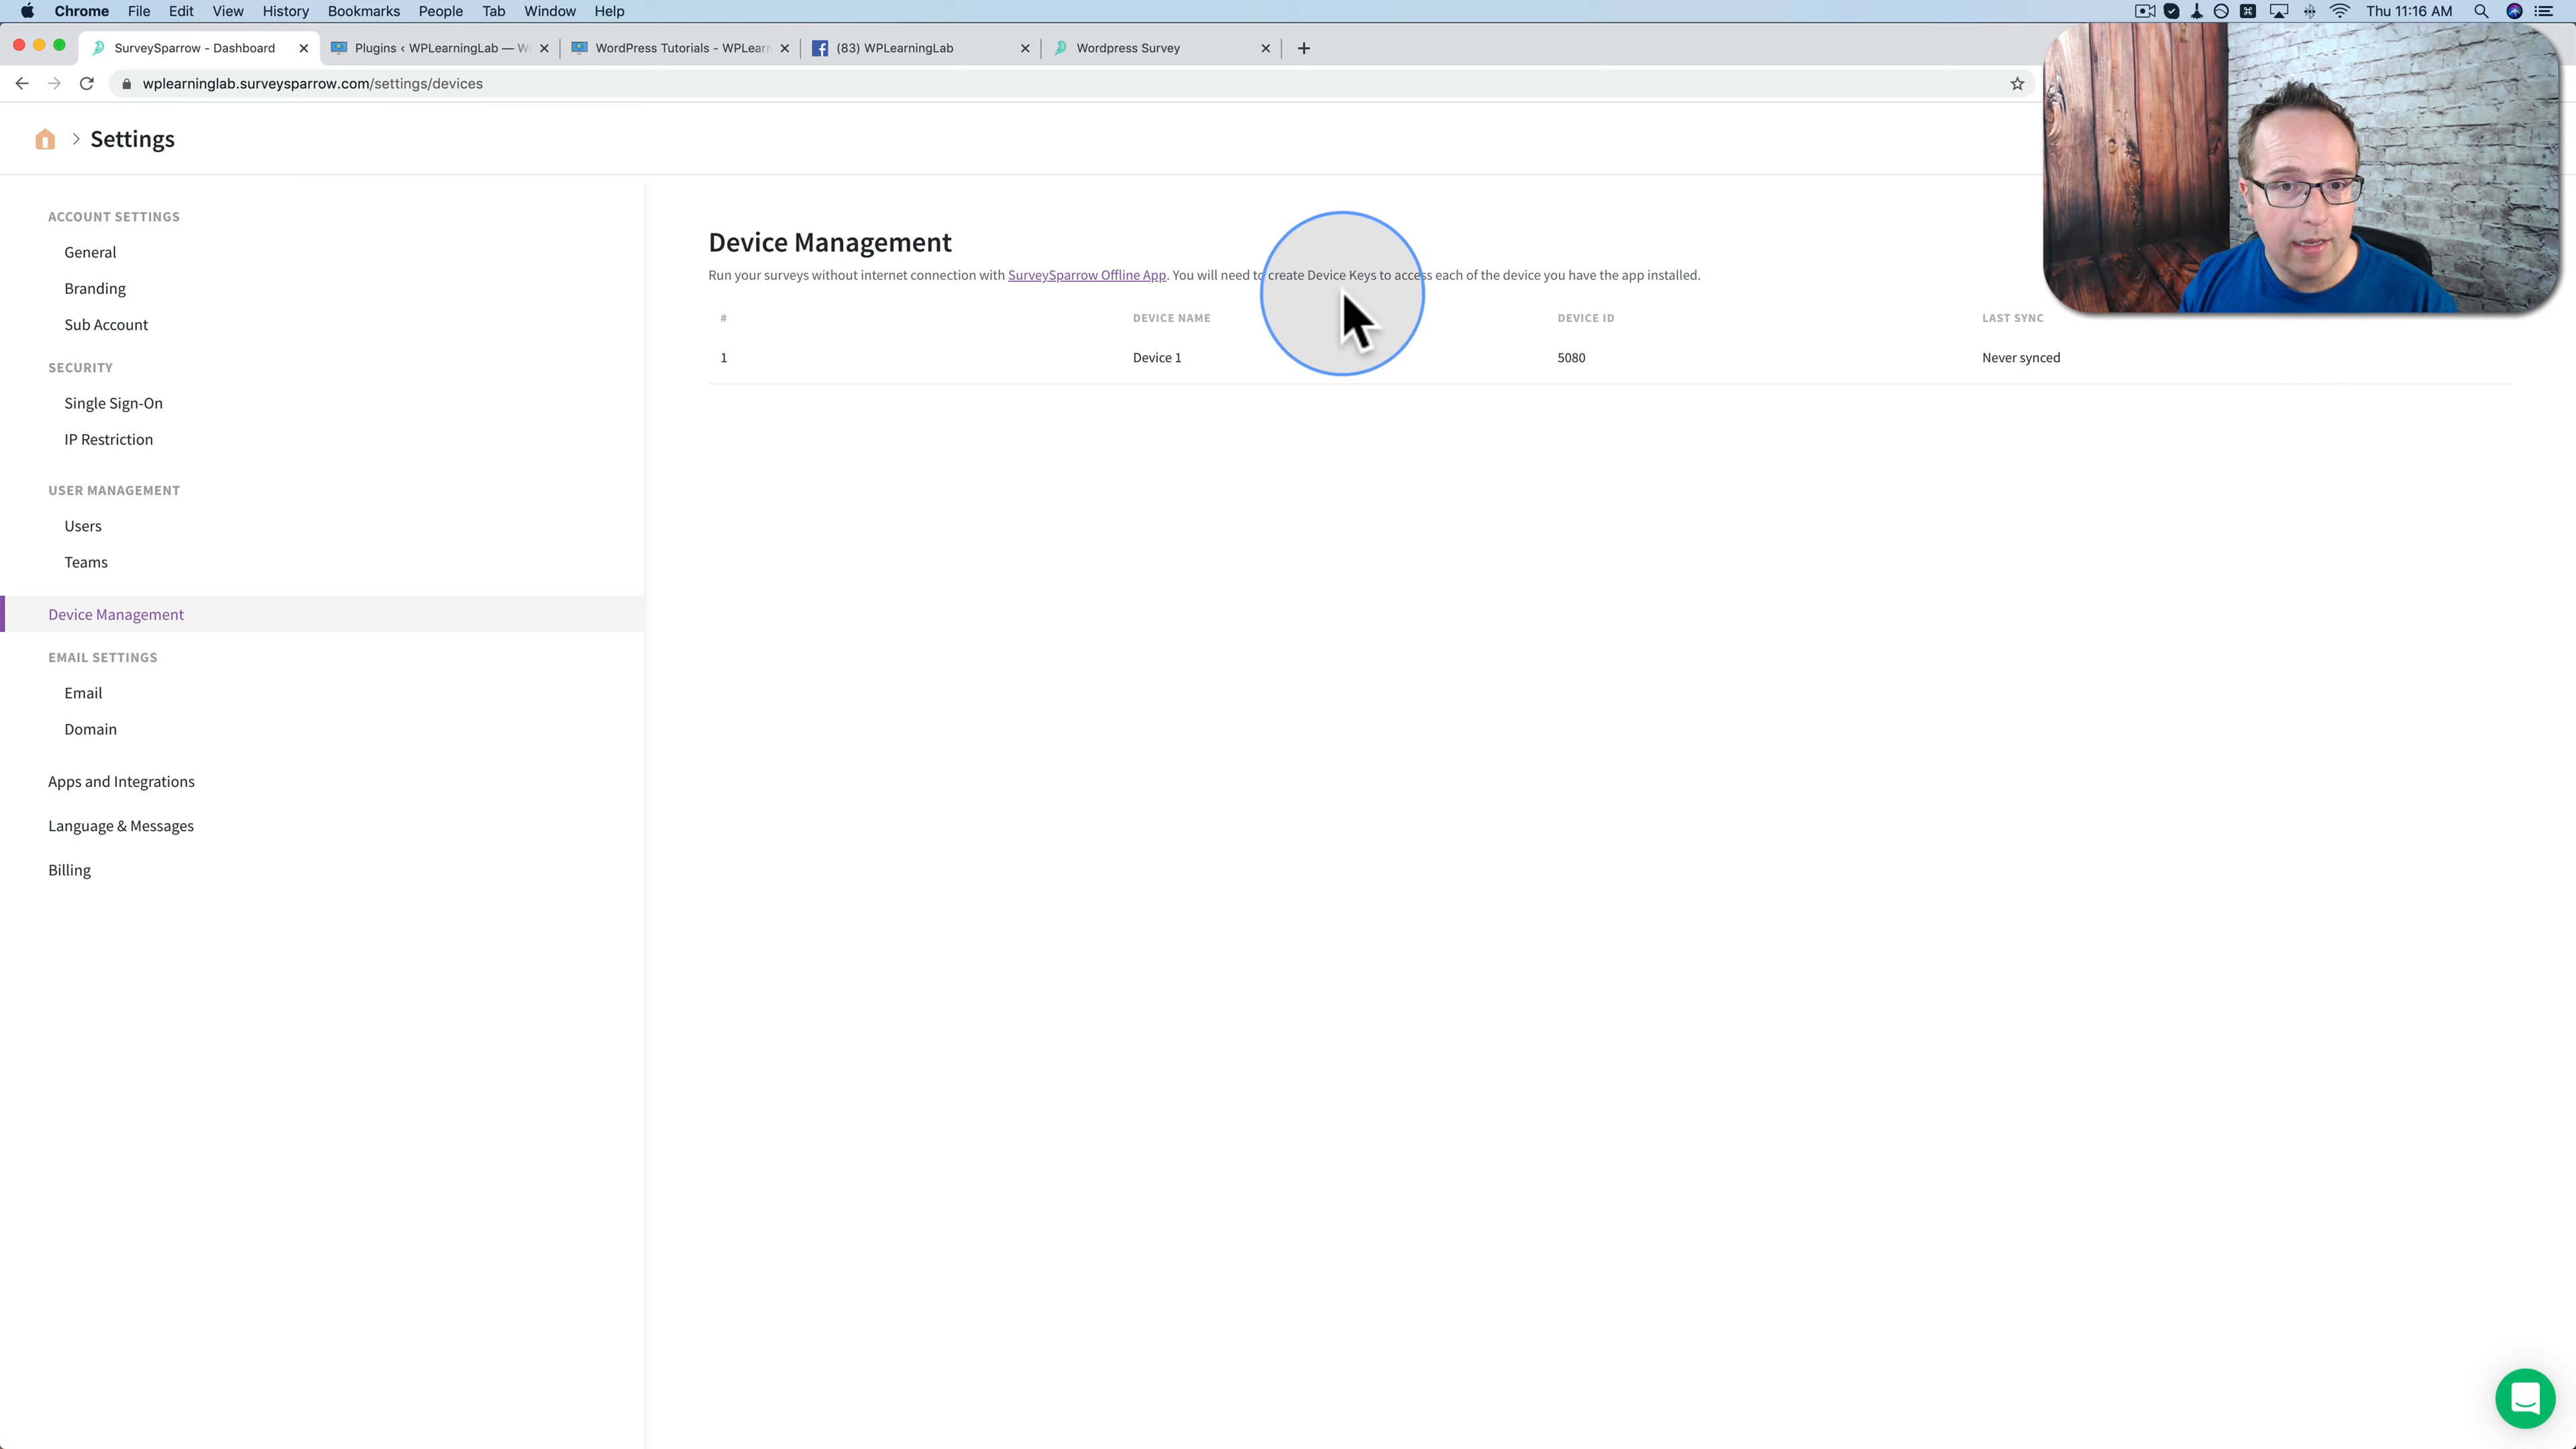 Chrome File Edit View History Bookmarks People Tab Window Help Thu 11:16 AM
SurveySparrow - Dashboard Plugins ‹ WPLearningLab — W WordPress Tutorials - WPLearn (83) WPLearningLab Wordpress Survey
wplearninglab.surveysparrow.com/settings/devices
Settings
ACCOUNT SETTINGS
General
Branding
Sub Account
SECURITY
Single Sign-On
IP Restriction
USER MANAGEMENT
Users
Teams
Device Management
EMAIL SETTINGS
Email
Domain
Apps and Integrations
Language & Messages
Billing
Device Management
Run your surveys without internet connection with SurveySparrow Offline App. You will need to create Device Keys to access each of the device you have the app installed.
# DEVICE NAME DEVICE ID LAST SYNC
1 Device 1 5080 Never synced